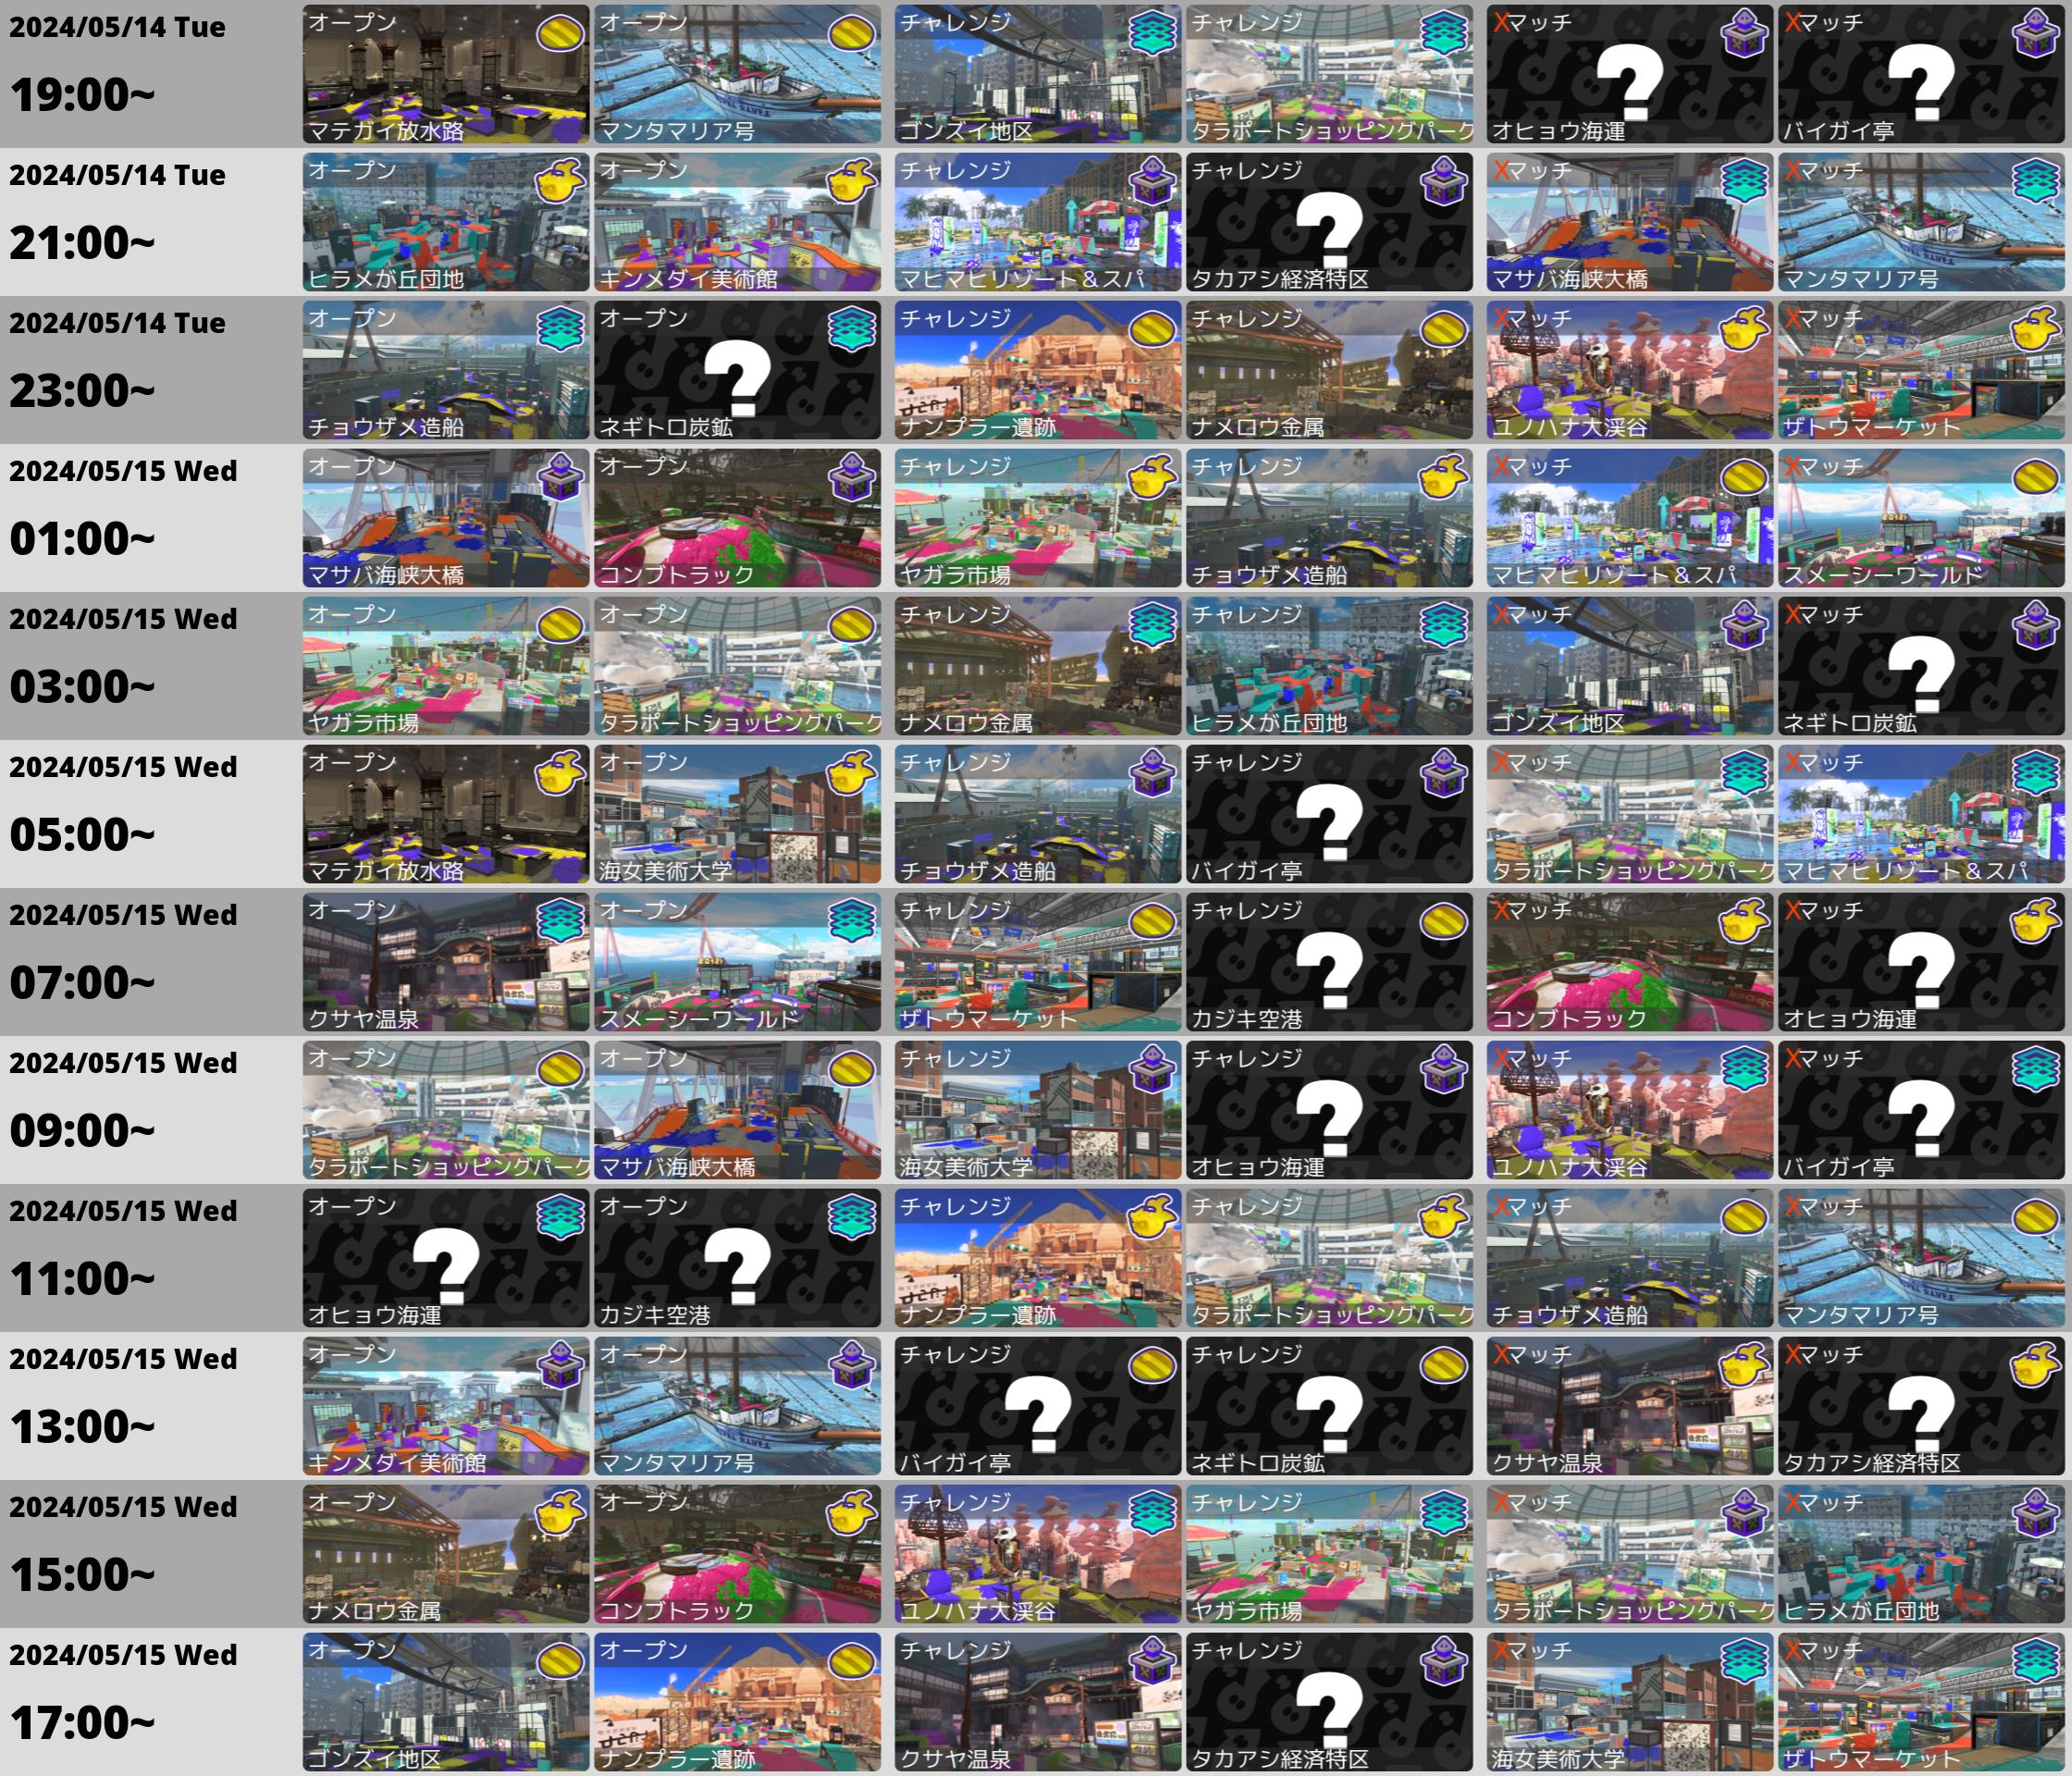 2024/05/14 Tue
19:00~
オープン
マテガイ放水路
オープン
マンタマリア号
チャレンジ
ゴンズイ地区
チャレンジ
タラポートショッピングパーク
Xマッチ
オヒョウ海運
Xマッチ
バイガイ亭
2024/05/14 Tue
21:00~
オープン
ヒラメが丘団地
オープン
キンメダイ美術館
チャレンジ
マヒマヒリゾート＆スパ
チャレンジ
タカアシ経済特区
Xマッチ
マサバ海峡大橋
Xマッチ
マンタマリア号
2024/05/14 Tue
23:00~
オープン
チョウザメ造船
オープン
ネギトロ炭鉱
チャレンジ
ナンプラー遺跡
チャレンジ
ナメロウ金属
Xマッチ
ユノハナ大渓谷
Xマッチ
ザトウマーケット
2024/05/15 Wed
01:00~
オープン
マサバ海峡大橋
オープン
コンブトラック
チャレンジ
ヤガラ市場
チャレンジ
チョウザメ造船
Xマッチ
マヒマヒリゾート＆スパ
Xマッチ
スメーシーワールド
2024/05/15 Wed
03:00~
オープン
ヤガラ市場
オープン
タラポートショッピングパーク
チャレンジ
ナメロウ金属
チャレンジ
ヒラメが丘団地
Xマッチ
ゴンズイ地区
Xマッチ
ネギトロ炭鉱
2024/05/15 Wed
05:00~
オープン
マテガイ放水路
オープン
海女美術大学
チャレンジ
チョウザメ造船
チャレンジ
バイガイ亭
Xマッチ
タラポートショッピングパーク
Xマッチ
マヒマヒリゾート＆スパ
2024/05/15 Wed
07:00~
オープン
クサヤ温泉
オープン
スメーシーワールド
チャレンジ
ザトウマーケット
チャレンジ
カジキ空港
Xマッチ
コンブトラック
Xマッチ
オヒョウ海運
2024/05/15 Wed
09:00~
オープン
タラポートショッピングパーク
オープン
マサバ海峡大橋
チャレンジ
海女美術大学
チャレンジ
オヒョウ海運
Xマッチ
ユノハナ大渓谷
Xマッチ
バイガイ亭
2024/05/15 Wed
11:00~
オープン
オヒョウ海運
オープン
カジキ空港
チャレンジ
ナンプラー遺跡
チャレンジ
タラポートショッピングパーク
Xマッチ
チョウザメ造船
Xマッチ
マンタマリア号
2024/05/15 Wed
13:00~
オープン
キンメダイ美術館
オープン
マンタマリア号
チャレンジ
バイガイ亭
チャレンジ
ネギトロ炭鉱
Xマッチ
クサヤ温泉
Xマッチ
タカアシ経済特区
2024/05/15 Wed
15:00~
オープン
ナメロウ金属
オープン
コンブトラック
チャレンジ
ユノハナ大渓谷
チャレンジ
ヤガラ市場
Xマッチ
タラポートショッピングパーク
Xマッチ
ヒラメが丘団地
2024/05/15 Wed
17:00~
オープン
ゴンズイ地区
オープン
ナンプラー遺跡
チャレンジ
クサヤ温泉
チャレンジ
タカアシ経済特区
Xマッチ
海女美術大学
Xマッチ
ザトウマーケット